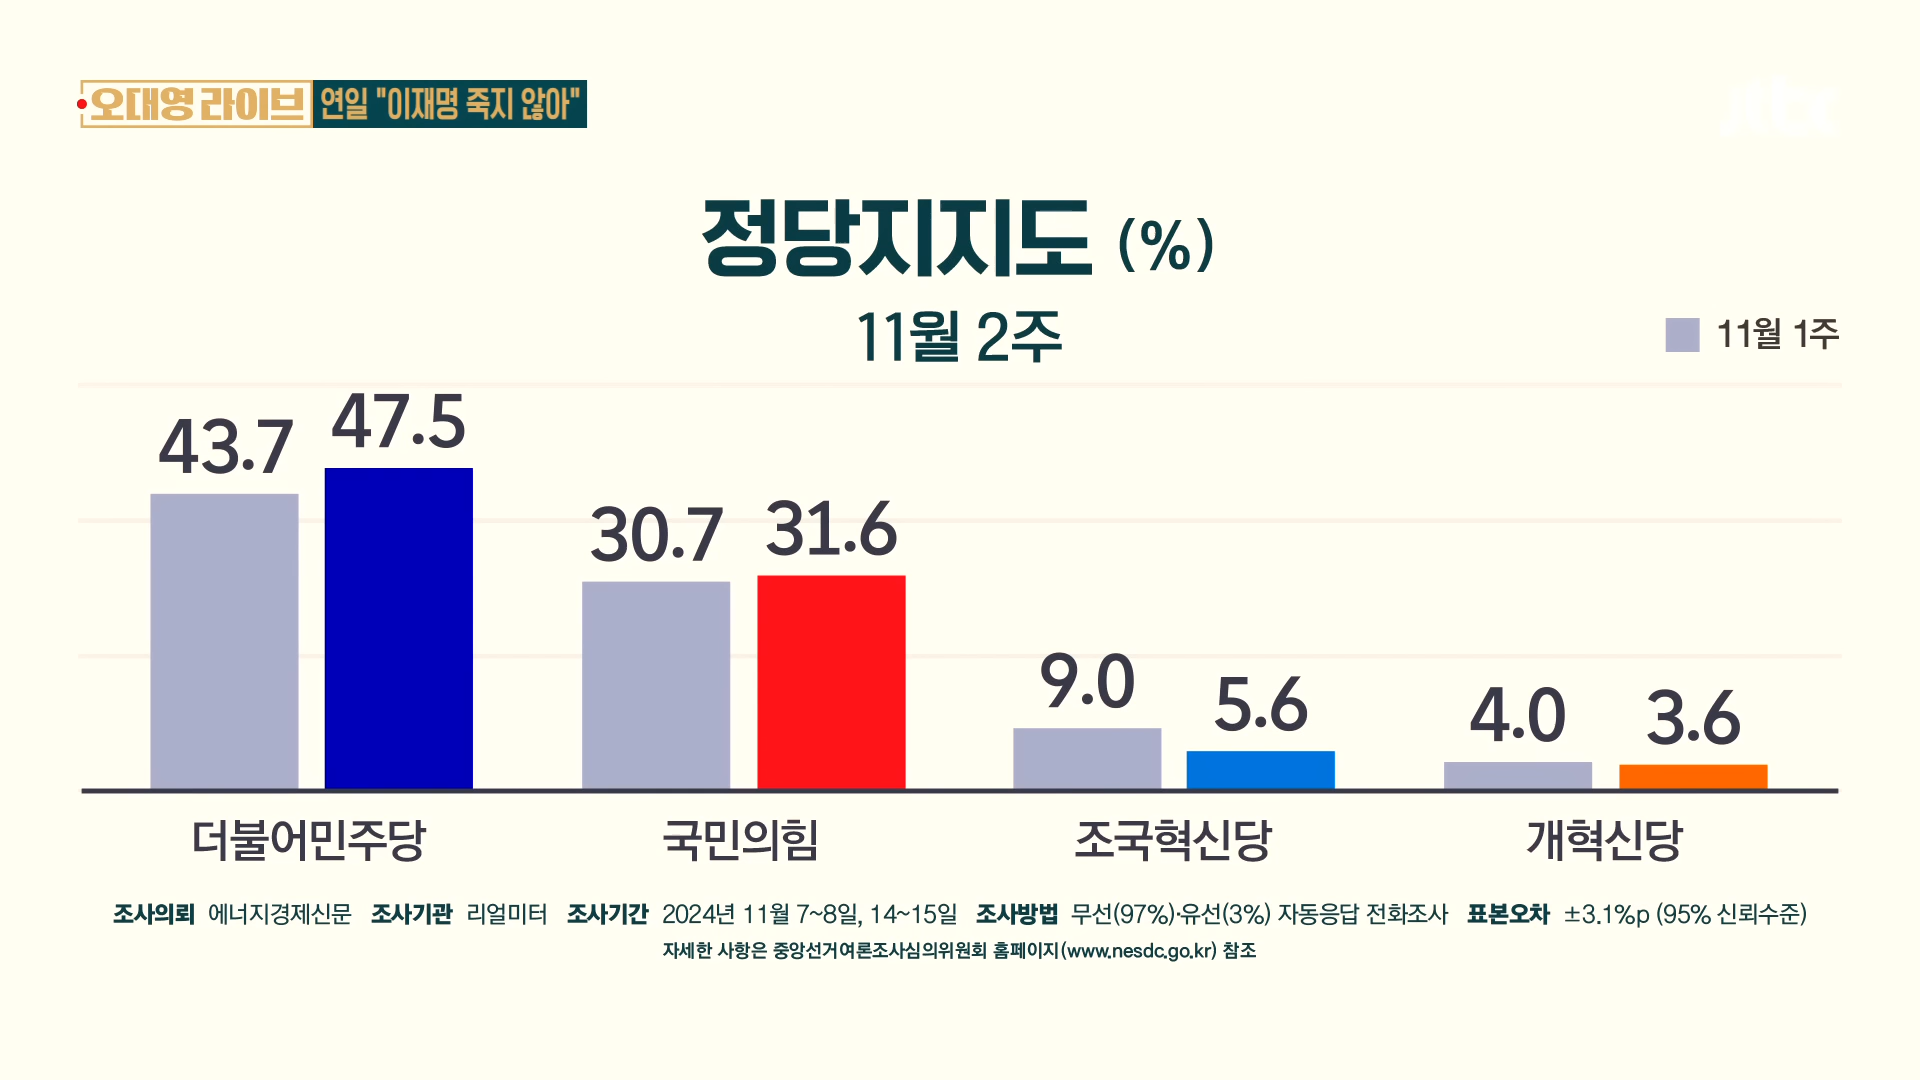 오대영 라이브 연일 "이재명 죽지 않아"
정당지지도 (%)
11월 2주
11월 1주
43.7 47.5 30.7 31.6 9.0 5.6 4.0 3.6
더불어민주당 국민의힘 조국혁신당 개혁신당
조사의뢰 에너지경제신문 조사기관 리얼미터 조사기간 2024년 11월 7~8일, 14~15일 조사방법 무선(97%)·유선(3%) 자동응답 전화조사 표본오차 ±3.1%p (95% 신뢰수준)
자세한 사항은 중앙선거여론조사심의위원회 홈페이지(www.nesdc.go.kr) 참조